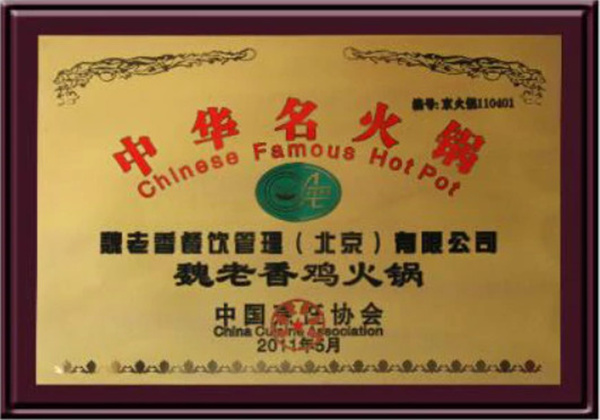 编号:京火锅110401
中华名火锅
Chinese Famous Hot Pot
魏老香餐饮管理(北京)有限公司
魏老香鸡火锅
中国烹饪协会
China Cuisine Association
2011年5月